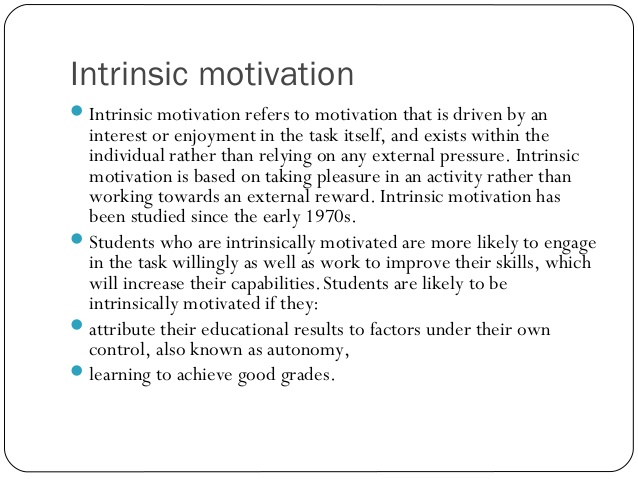 Intrinsic motivation
Intrinsic motivation refers to motivation that is driven by an
interest or enjoyment in the task itself, and exists within the
individual rather than relying on any external pressure. Intrinsic
motivation is based on taking pleasure in an activity rather than
working towards an external reward. Intrinsic motivation has
been studied since the early 1970s.
Students who are intrinsically motivated are more likely to engage
in the task willingly as well as work to improve their skills, which
will increase their capabilities. Students are likely to be
intrinsically motivated if they:
attribute their educational results to factors under their own
control, also known as autonomy,
learning to achieve good grades.